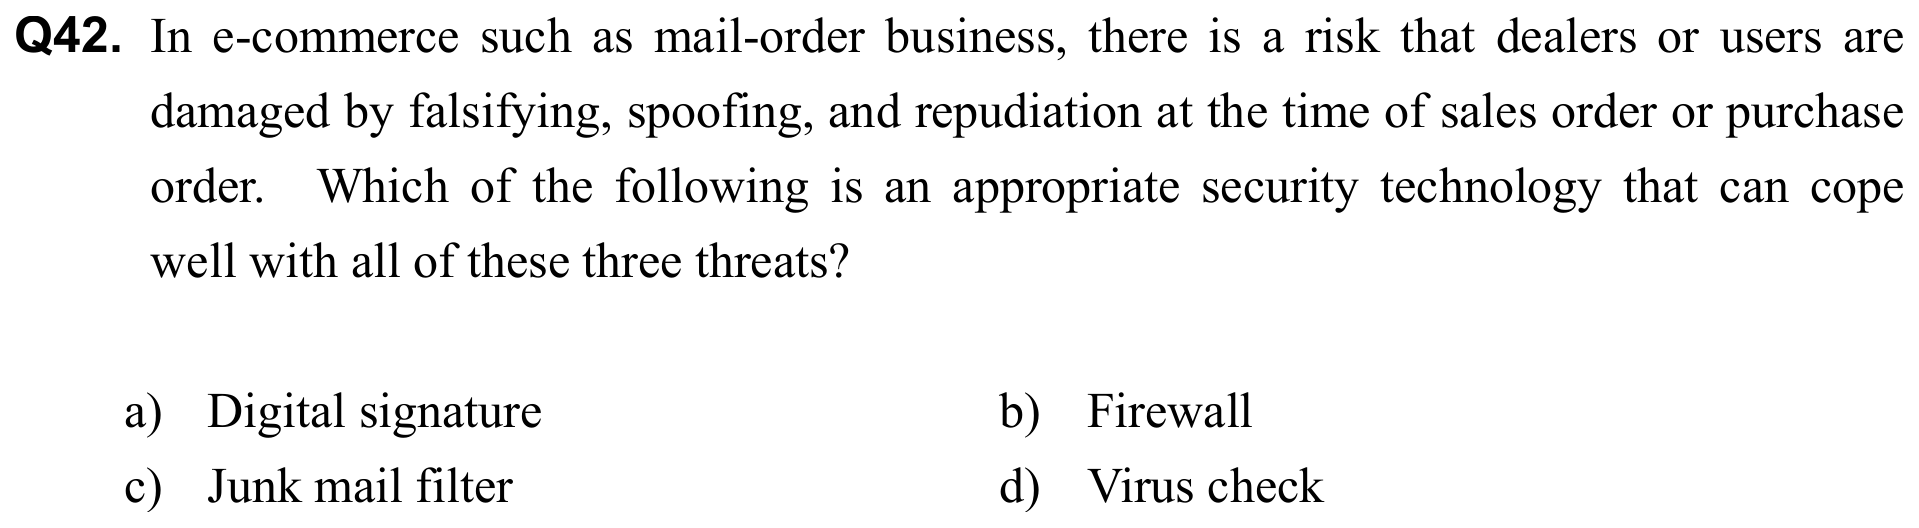 Q42. In e-commerce such as mail-order business, there is a risk that dealers or users are
damaged by falsifying, spoofing, and repudiation at the time of sales order or purchase
order. Which of the following is an appropriate security technology that can cope
well with all of these three threats?
a) Digital signature b) Firewall
c) Junk mail filter d) Virus check